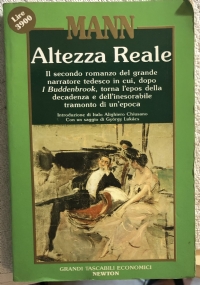 Lire
3900
MANN
Altezza Reale
Il secondo romanzo del grande
narratore tedesco in cui, dopo
I Buddenbrook, torna l'epos della
decadenza e dell'inesorabile
tramonto di un'epoca
Introduzione di Italo Alighiero Chiusano
Con un saggio di György Lukács
GRANDI TASCABILI ECONOMICI
NEWTON